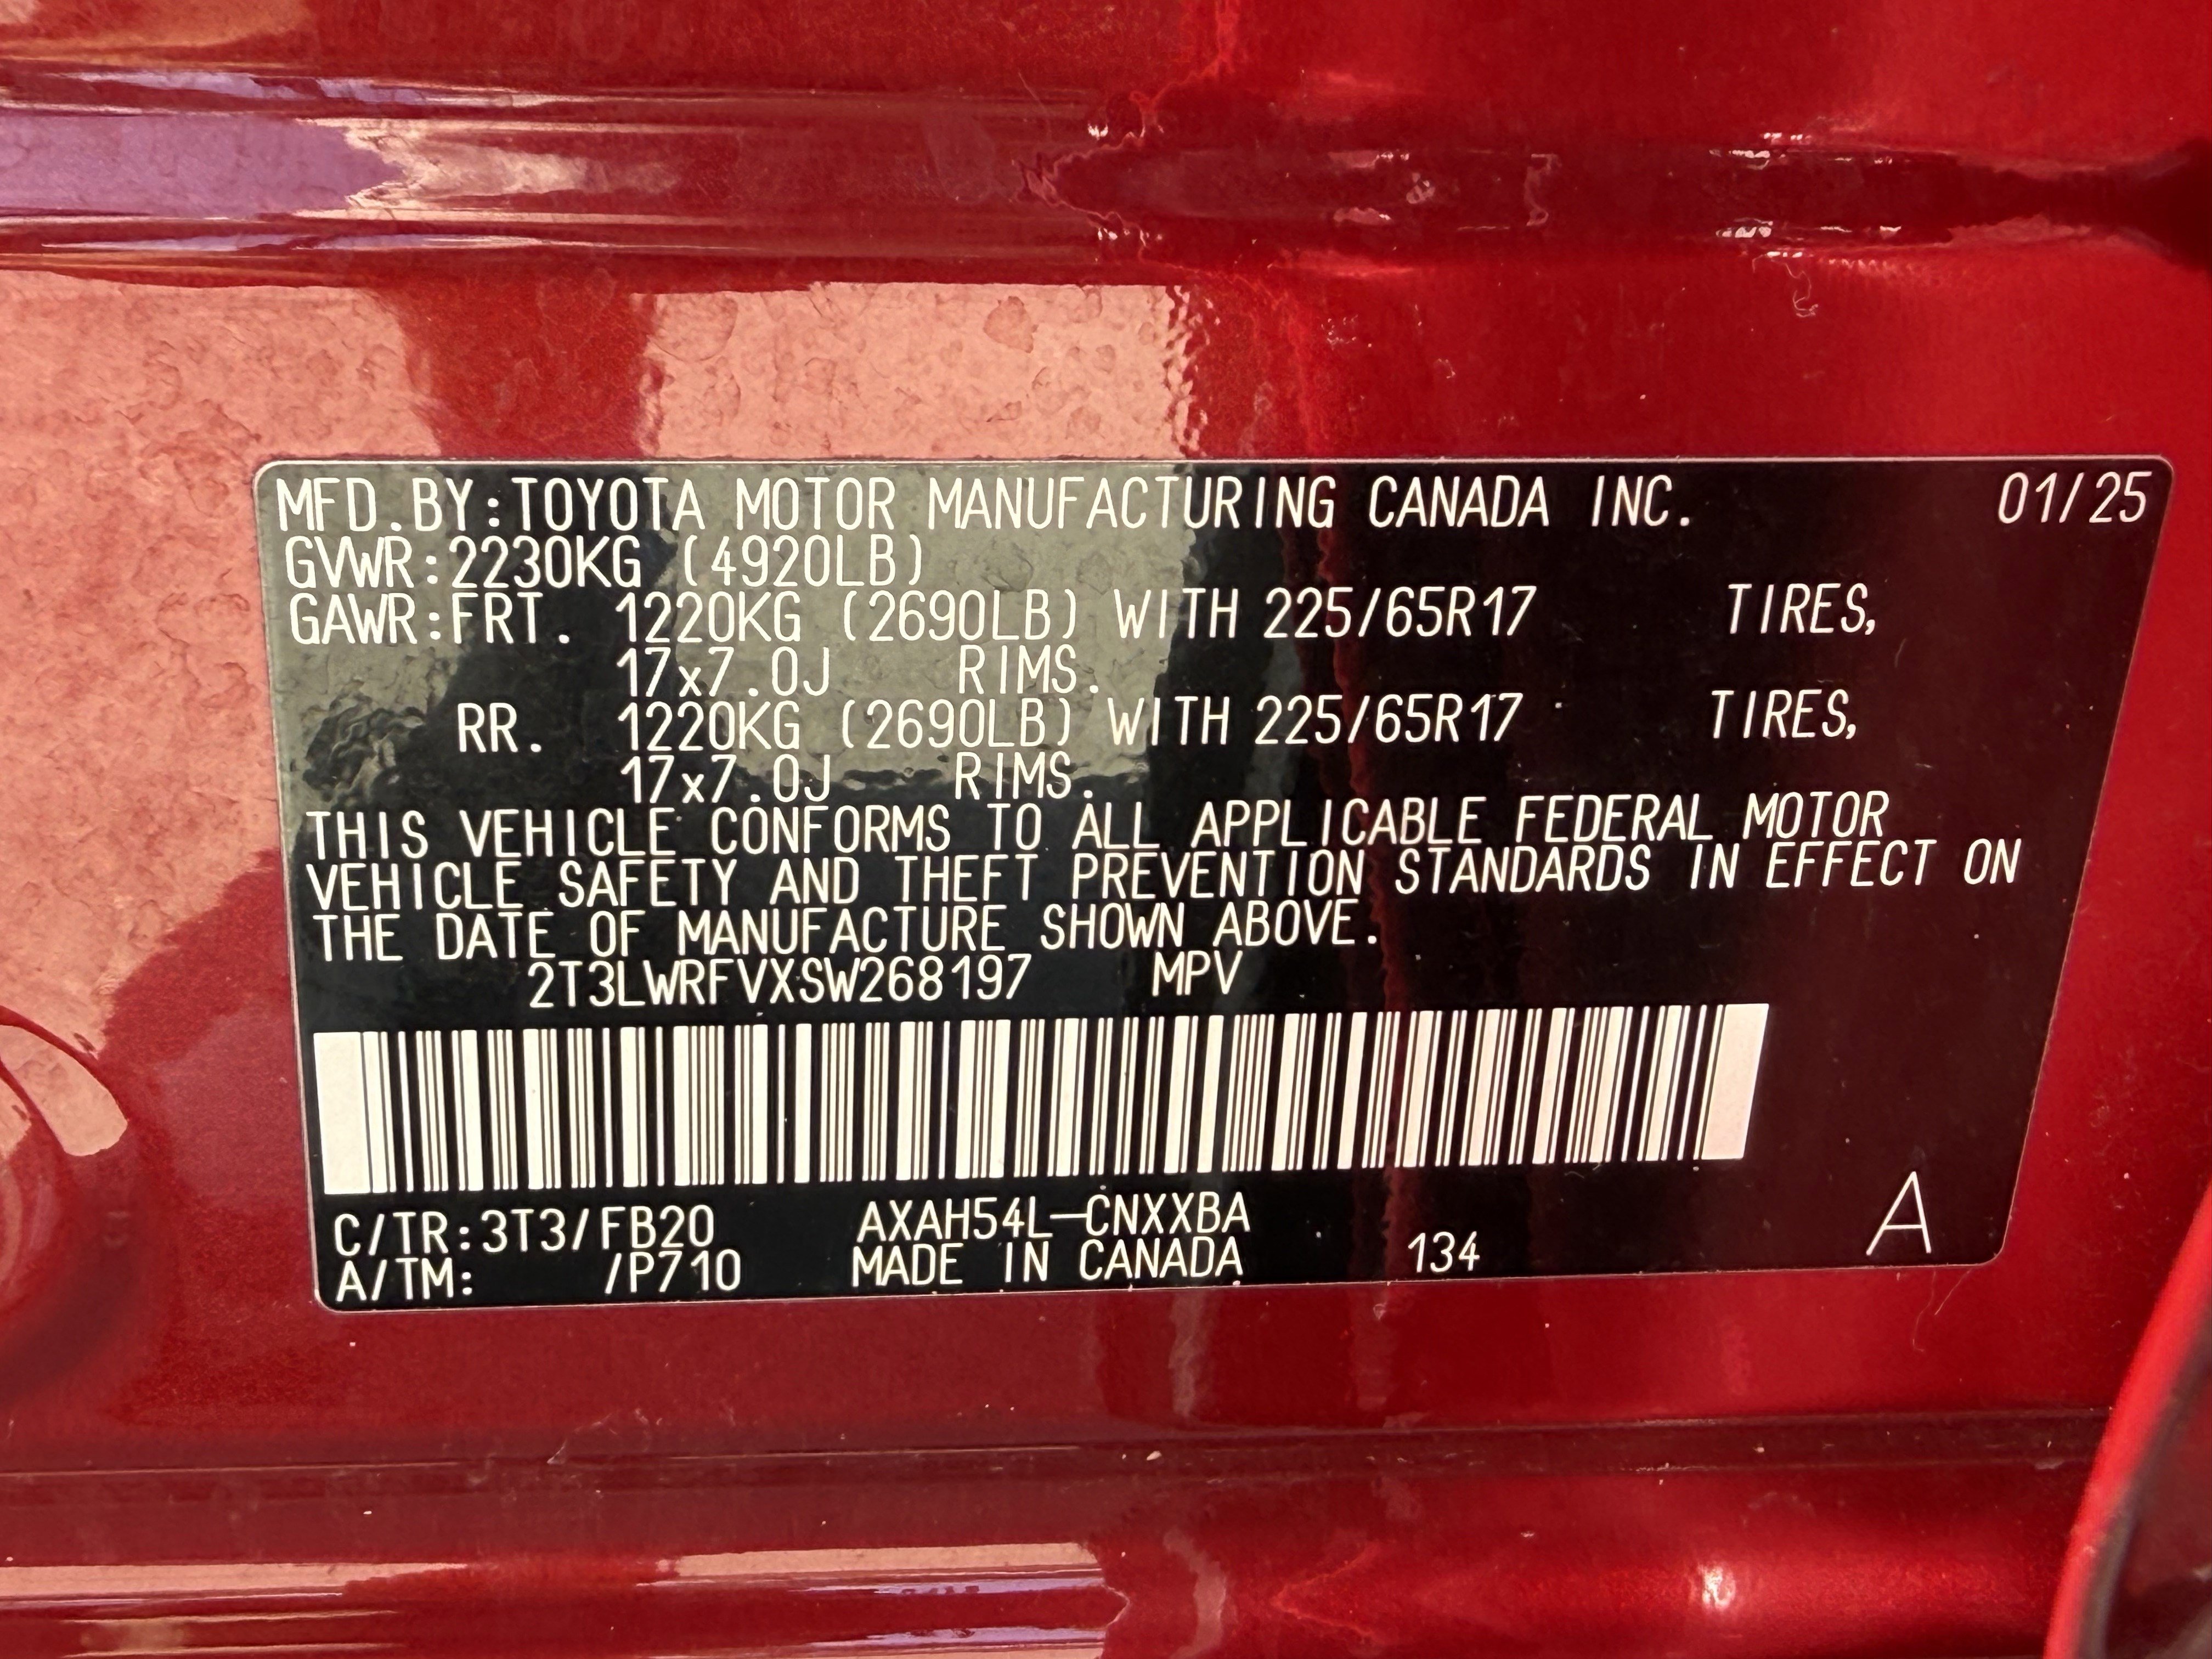 MFD.BY:TOYOTA MOTOR MANUFACTURING CANADA INC. 01/25
GVWR:2230KG (4920LB)
GAWR:FRT. 1220KG (2690LB) WITH 225/65R17 TIRES,
17x7.0J RIMS.
RR. 1220KG (2690LB) WITH 225/65R17 TIRES,
17x7.0J RIMS.
THIS VEHICLE CONFORMS TO ALL APPLICABLE FEDERAL MOTOR
VEHICLE SAFETY AND THEFT PREVENTION STANDARDS IN EFFECT ON
THE DATE OF MANUFACTURE SHOWN ABOVE.
2T3LWRFVXSW268197 MPV
C/TR:3T3/FB20 AXAH54L-CNXXBA
A/TM: /P710 MADE IN CANADA 134 A